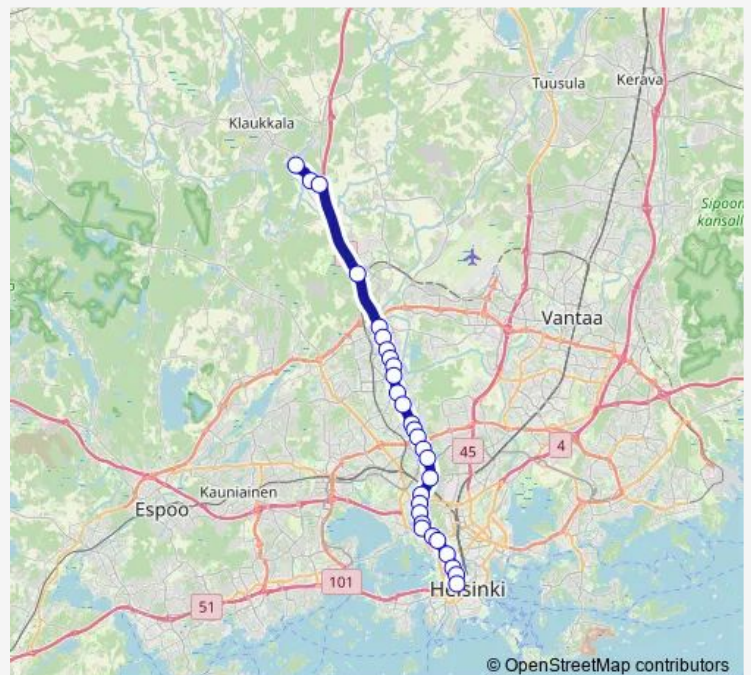 Tuusula
Kerava
Klaukkala
Sipoon
kansall
Vantaa
45
4
Kauniainen
Espoo
101
Helsinki
51
© OpenStreetMap contributors